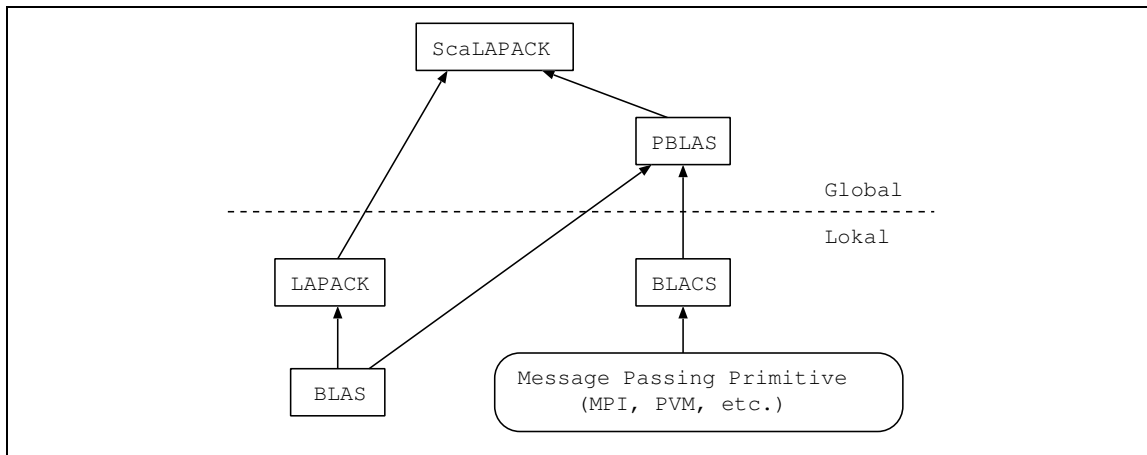 ScaLAPACK
PBLAS
Global
Lokal
LAPACK
BLACS
BLAS
Message Passing Primitive
(MPI, PVM, etc.)